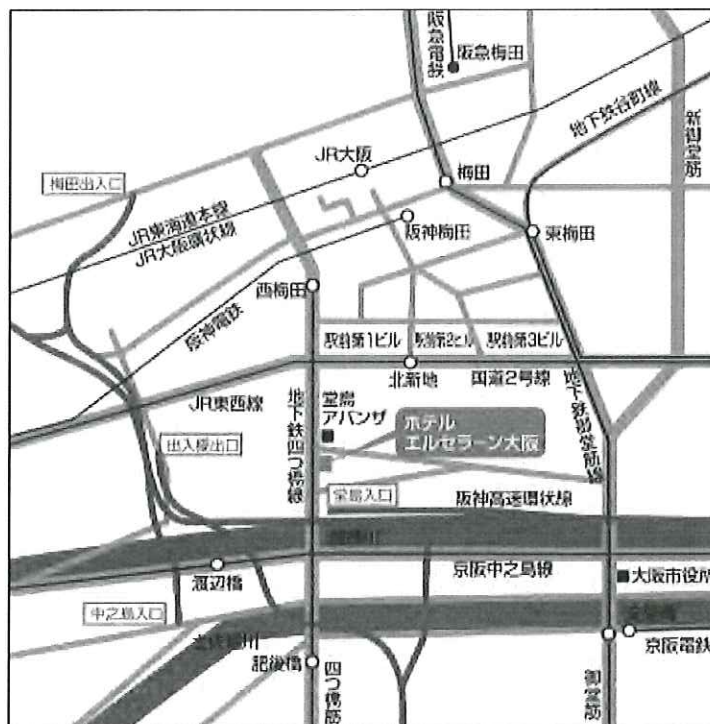 阪急電鉄
阪急梅田
地下鉄谷町線
新御堂筋
JR大阪
梅田
梅田出入口
JR東海道本線
JR大阪環状線
阪神梅田
東梅田
西梅田
阪神電鉄
駅前第1ビル
駅前第2ビル
駅前第3ビル
北新地
国道2号線
JR東西線
地下鉄四つ橋線
堂島
アバンザ
ホテル
エルセラーン大阪
地下鉄御堂筋線
出入橋出口
堂島入口
阪神高速環状線
堂島川
京阪中之島線
渡辺橋
大阪市役所
中之島入口
土佐堀川
京阪電鉄
肥後橋
四つ橋筋
御堂筋